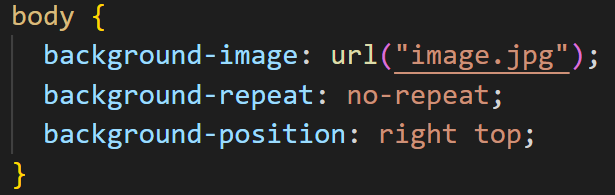 body {
background-image: url("image.jpg");
background-repeat: no-repeat;
background-position: right top;
}